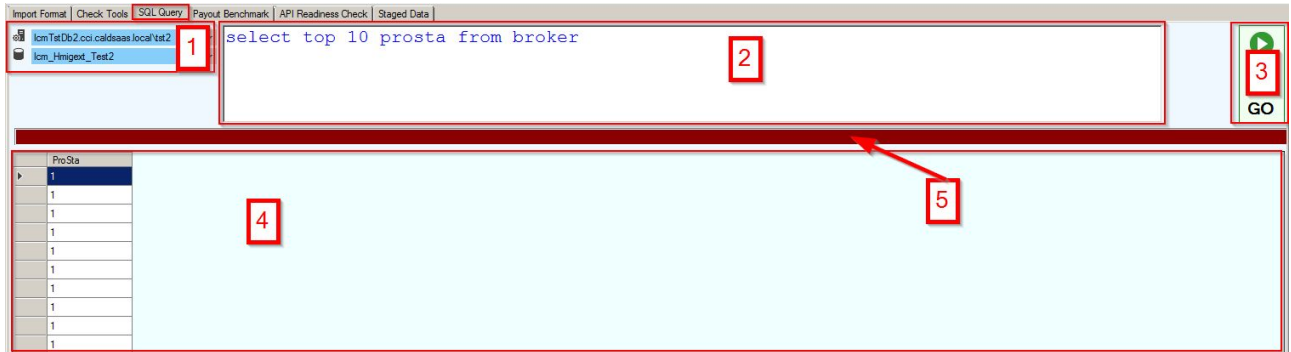 Import Format Check Tools SQL Query Payout Benchmark API Readiness Check Staged Data
lcmTstDb2.cci.caldsaas.local\tst2
lcm_Hmigext_Test2
1
select top 10 prosta from broker
2
3
GO
5
ProSta
1
1
1
1
1
1
1
1
1
1
4